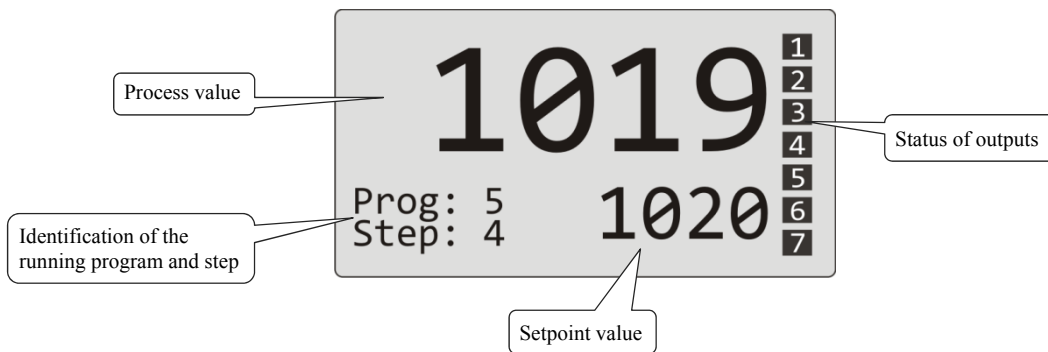 1019
1
2
3
4
5
6
7
Process value
Status of outputs
Prog: 5
Step: 4
1020
Identification of the
running program and step
Setpoint value